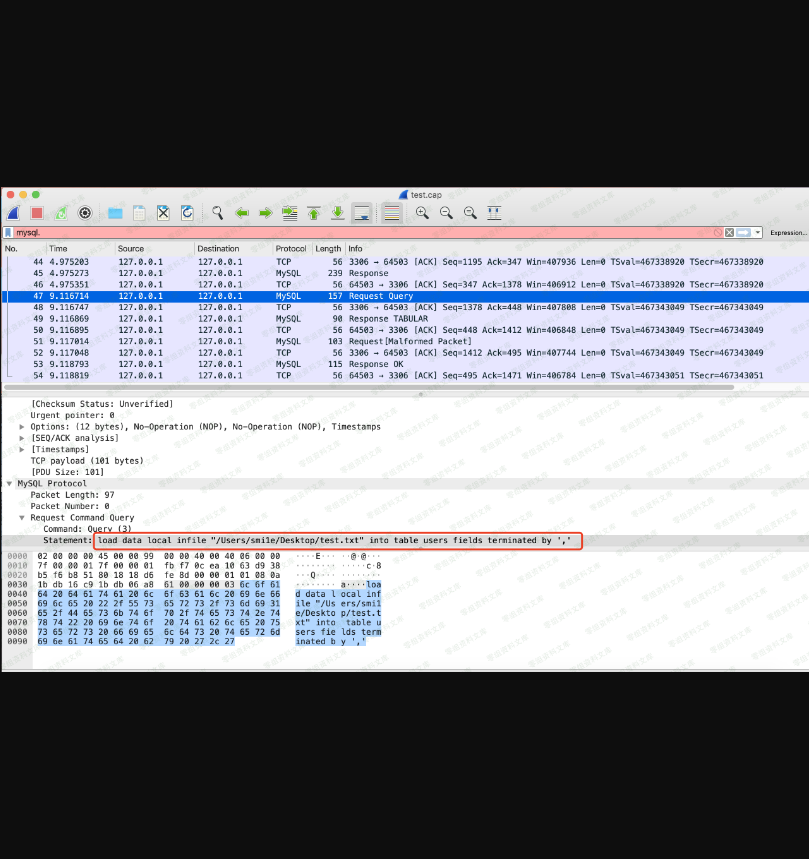 test.cap
mysql.
Expression...
No. Time Source Destination Protocol Length Info
44 4.975203 127.0.0.1 127.0.0.1 TCP 56 3306 → 64503 [ACK] Seq=1195 Ack=347 Win=407936 Len=0 TSval=467338920 TSecr=467338920
45 4.975273 127.0.0.1 127.0.0.1 MySQL 239 Response
46 4.975351 127.0.0.1 127.0.0.1 TCP 56 64503 → 3306 [ACK] Seq=347 Ack=1378 Win=406912 Len=0 TSval=467338920 TSecr=467338920
47 9.116714 127.0.0.1 127.0.0.1 MySQL 157 Request Query
48 9.116747 127.0.0.1 127.0.0.1 TCP 56 3306 → 64503 [ACK] Seq=1378 Ack=448 Win=407808 Len=0 TSval=467343049 TSecr=467343049
49 9.116869 127.0.0.1 127.0.0.1 MySQL 90 Response TABULAR
50 9.116895 127.0.0.1 127.0.0.1 TCP 56 64503 → 3306 [ACK] Seq=448 Ack=1412 Win=406848 Len=0 TSval=467343049 TSecr=467343049
51 9.117014 127.0.0.1 127.0.0.1 MySQL 103 Request[Malformed Packet]
52 9.117048 127.0.0.1 127.0.0.1 TCP 56 3306 → 64503 [ACK] Seq=1412 Ack=495 Win=407744 Len=0 TSval=467343049 TSecr=467343049
53 9.118793 127.0.0.1 127.0.0.1 MySQL 115 Response OK
54 9.118819 127.0.0.1 127.0.0.1 TCP 56 64503 → 3306 [ACK] Seq=495 Ack=1471 Win=406784 Len=0 TSval=467343051 TSecr=467343051
[Checksum Status: Unverified]
Urgent pointer: 0
Options: (12 bytes), No-Operation (NOP), No-Operation (NOP), Timestamps
[SEQ/ACK analysis]
[Timestamps]
TCP payload (101 bytes)
[PDU Size: 101]
MySQL Protocol
Packet Length: 97
Packet Number: 0
Request Command Query
Command: Query (3)
Statement: load data local infile "/Users/smi1e/Desktop/test.txt" into table users fields terminated by ','
0000 02 00 00 00 45 00 00 99 00 00 40 00 40 06 00 00 ····E··· ··@·@···
0010 7f 00 00 01 7f 00 00 01 fb f7 0c ea 10 63 d9 38 ········ ·····c·8
0020 b5 f6 b8 51 80 18 18 d6 fe 8d 00 00 01 01 08 0a ···Q···· ········
0030 1b db 16 c9 1b db 06 a8 61 00 00 00 03 6c 6f 61 ········ a····loa
0040 64 20 64 61 74 61 20 6c 6f 63 61 6c 20 69 6e 66 d data l ocal inf
0050 69 6c 65 20 22 2f 55 73 65 72 73 2f 73 6d 69 31 ile "/Us ers/smi1
0060 65 2f 44 65 73 6b 74 6f 70 2f 74 65 73 74 2e 74 e/Deskto p/test.t
0070 78 74 22 20 69 6e 74 6f 20 74 61 62 6c 65 20 75 xt" into table u
0080 73 65 72 73 20 66 69 65 6c 64 73 20 74 65 72 6d sers fie lds term
0090 69 6e 61 74 65 64 20 62 79 20 27 2c 27 inated b y ','